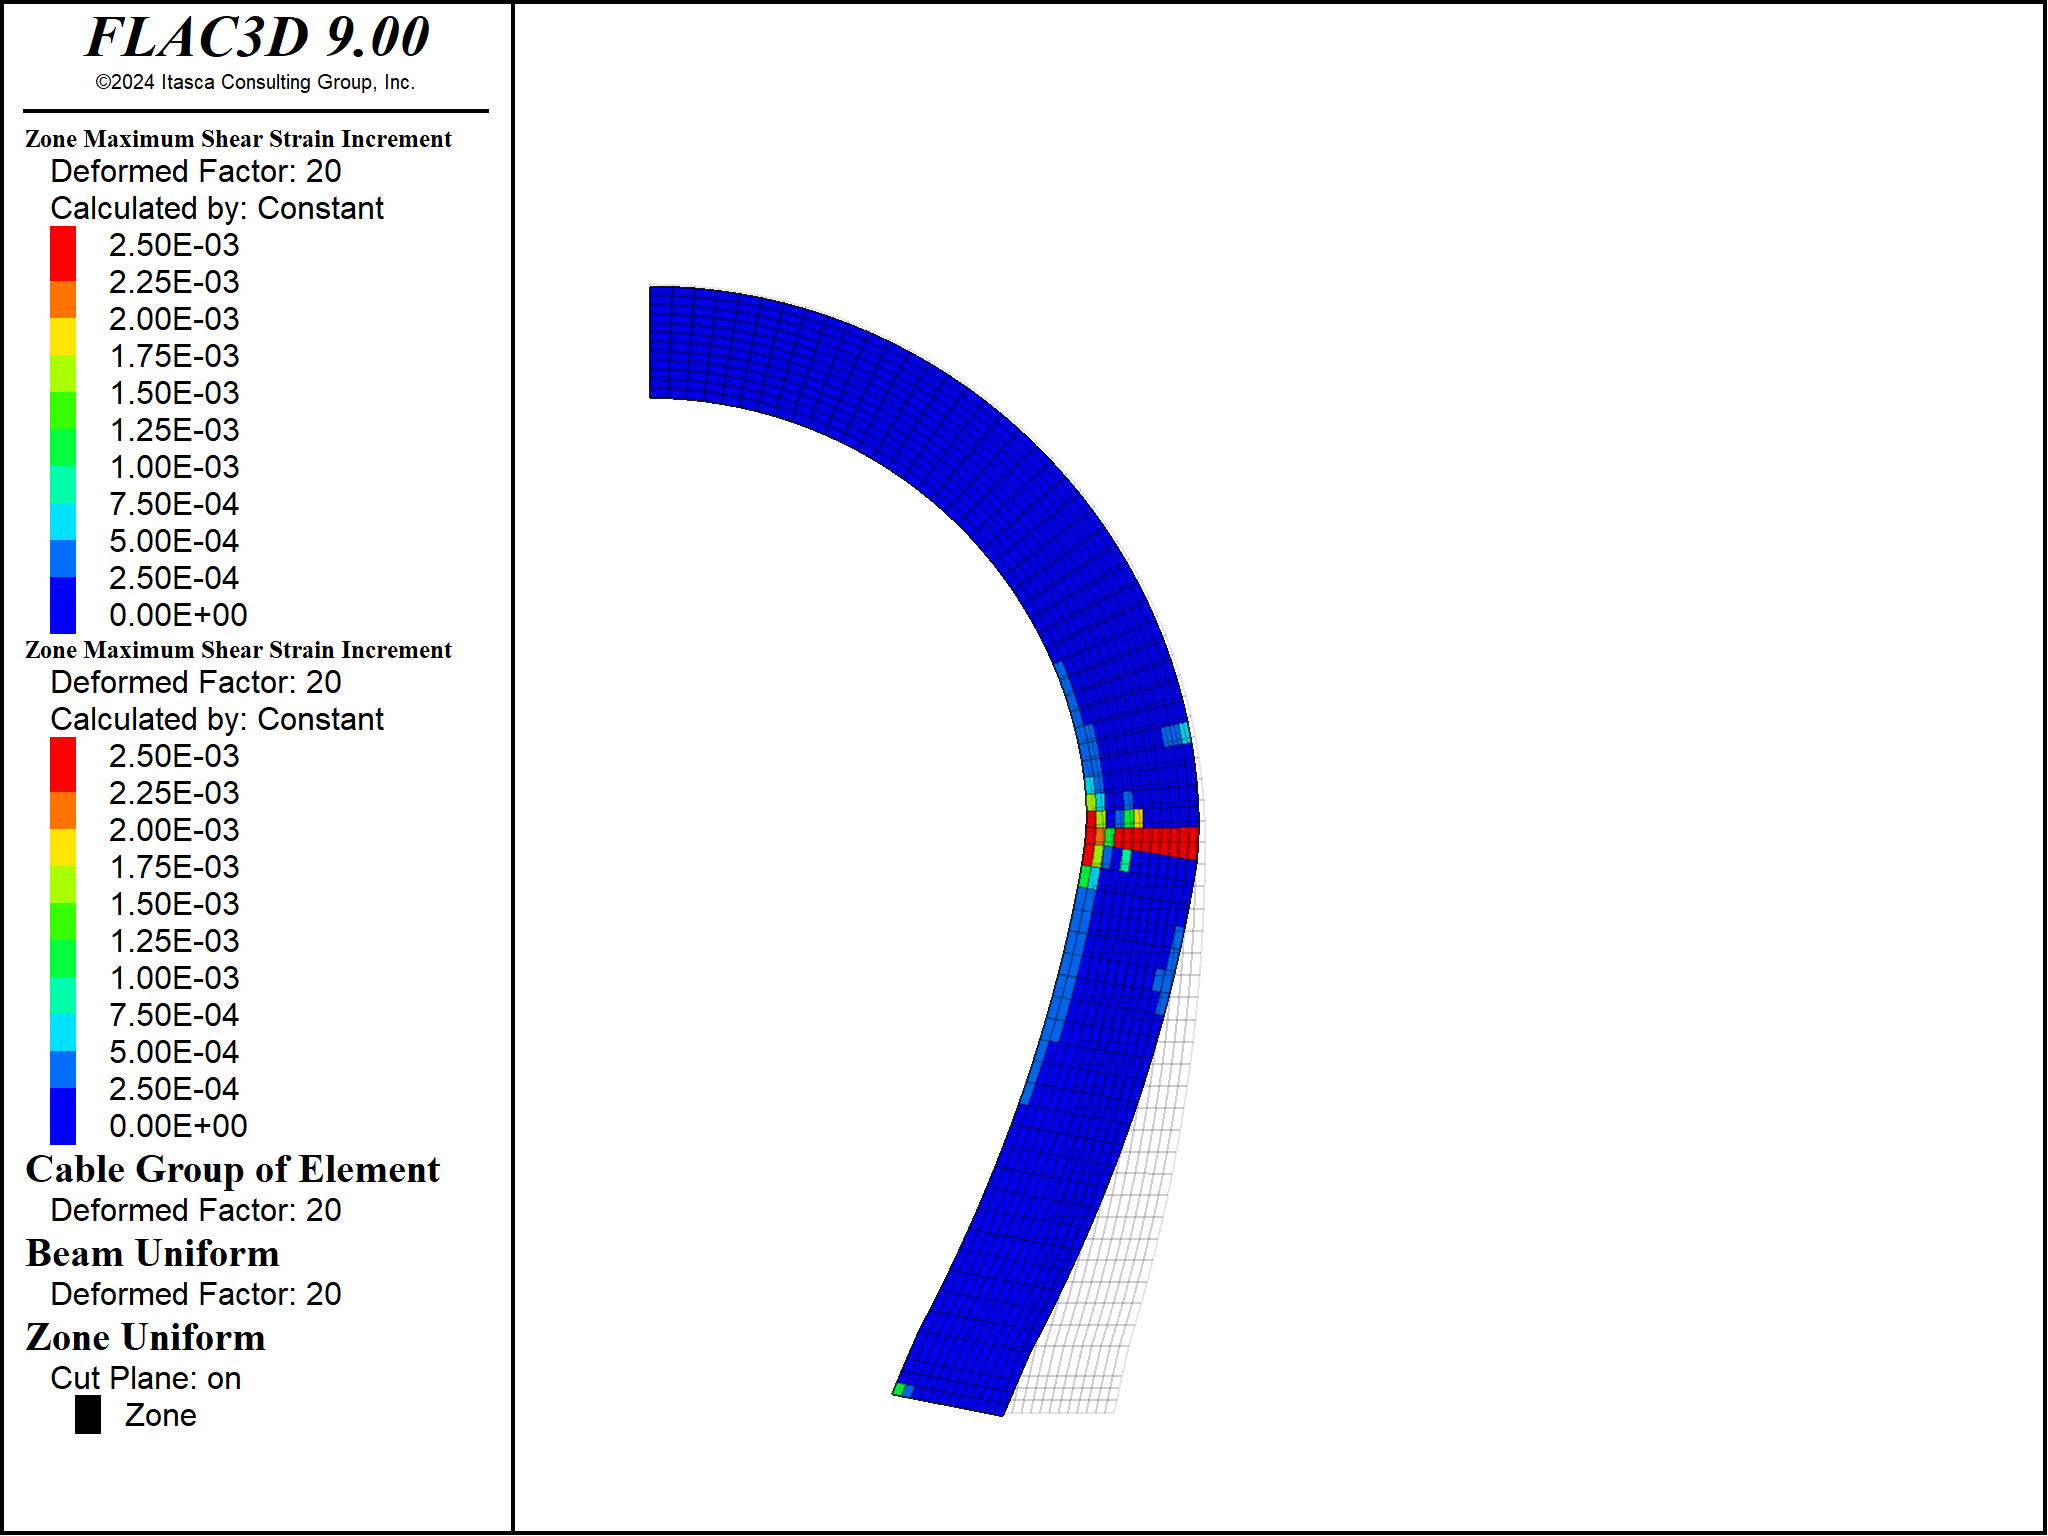 FLAC3D 9.00
©2024 Itasca Consulting Group, Inc.
Zone Maximum Shear Strain Increment
Deformed Factor: 20
Calculated by: Constant
2.50E-03
2.25E-03
2.00E-03
1.75E-03
1.50E-03
1.25E-03
1.00E-03
7.50E-04
5.00E-04
2.50E-04
0.00E+00
Zone Maximum Shear Strain Increment
Deformed Factor: 20
Calculated by: Constant
2.50E-03
2.25E-03
2.00E-03
1.75E-03
1.50E-03
1.25E-03
1.00E-03
7.50E-04
5.00E-04
2.50E-04
0.00E+00
Cable Group of Element
Deformed Factor: 20
Beam Uniform
Deformed Factor: 20
Zone Uniform
Cut Plane: on
Zone